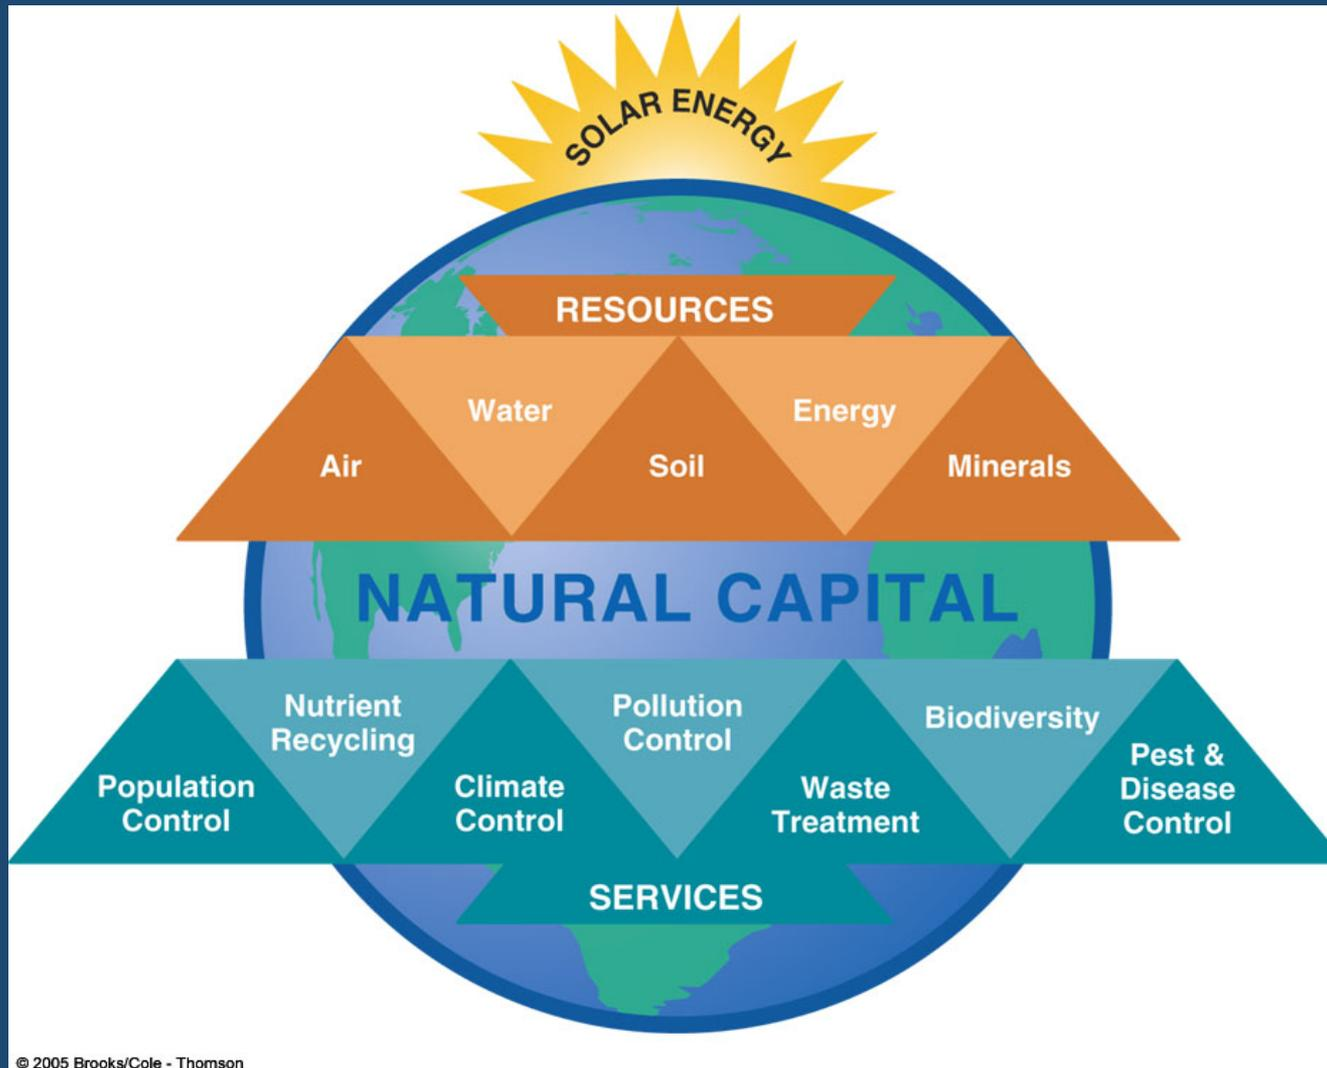 SOLAR ENERGY
RESOURCES
Water
Energy
Air
Soil
Minerals
NATURAL CAPITAL
Nutrient
Recycling
Pollution
Control
Biodiversity
Population
Control
Climate
Control
Waste
Treatment
Pest &
Disease
Control
SERVICES
© 2005 Brooks/Cole - Thomson